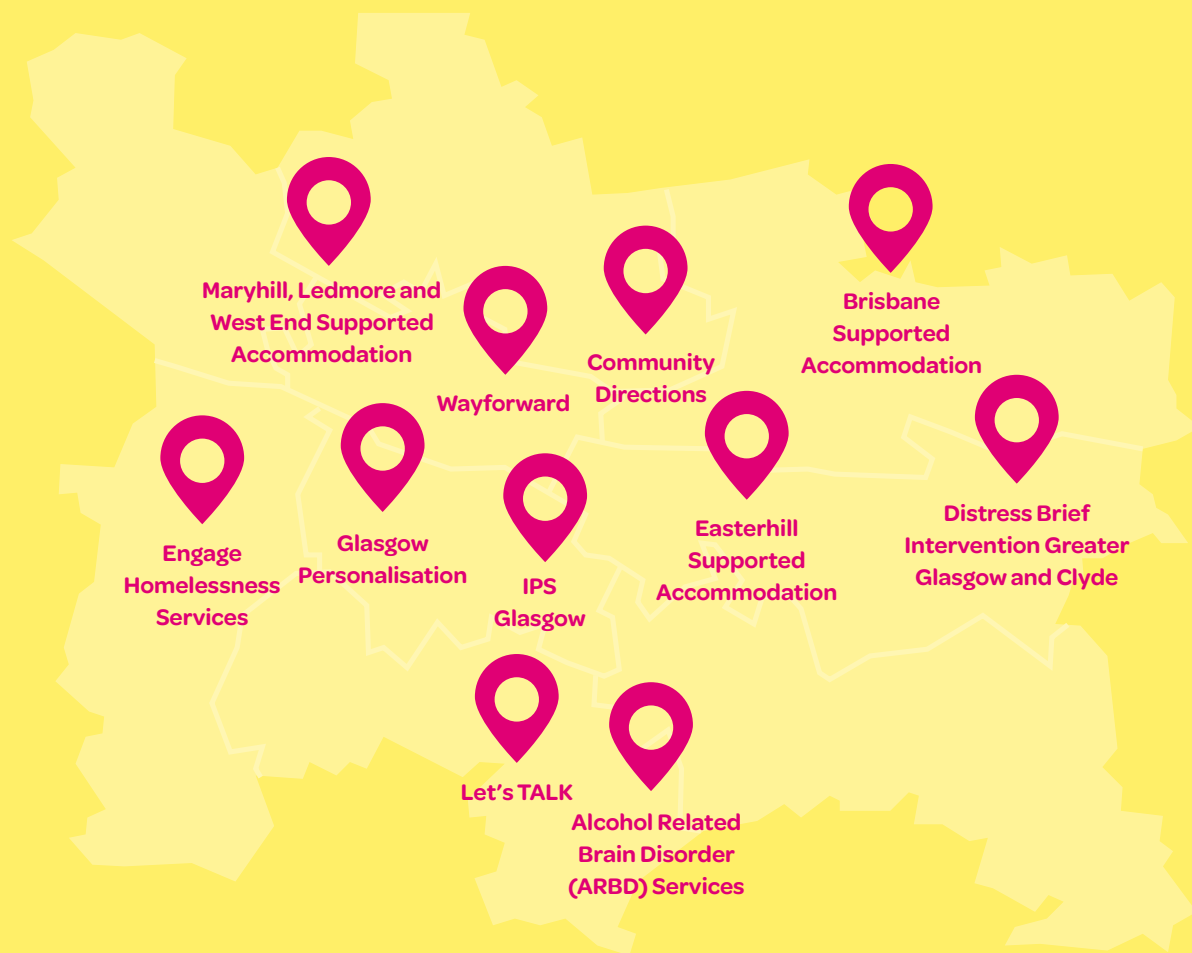 Maryhill, Ledmore and
West End Supported
Accommodation
Wayforward
Community
Directions
Brisbane
Supported
Accommodation
Engage
Homelessness
Services
Glasgow
Personalisation
IPS
Glasgow
Easterhill
Supported
Accommodation
Distress Brief
Intervention Greater
Glasgow and Clyde
Let's TALK
Alcohol Related
Brain Disorder
(ARBD) Services